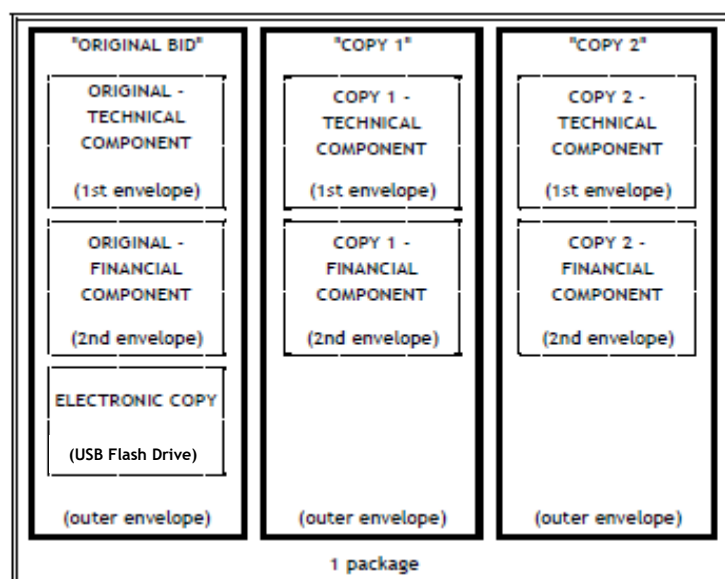 "ORIGINAL BID"
ORIGINAL -
TECHNICAL
COMPONENT
(1st envelope)
ORIGINAL -
FINANCIAL
COMPONENT
(2nd envelope)
ELECTRONIC COPY
(USB Flash Drive)
(outer envelope)
"COPY 1"
COPY 1 -
TECHNICAL
COMPONENT
(1st envelope)
COPY 1 -
FINANCIAL
COMPONENT
(2nd envelope)
(outer envelope)
"COPY 2"
COPY 2 -
TECHNICAL
COMPONENT
(1st envelope)
COPY 2 -
FINANCIAL
COMPONENT
(2nd envelope)
(outer envelope)
1 package